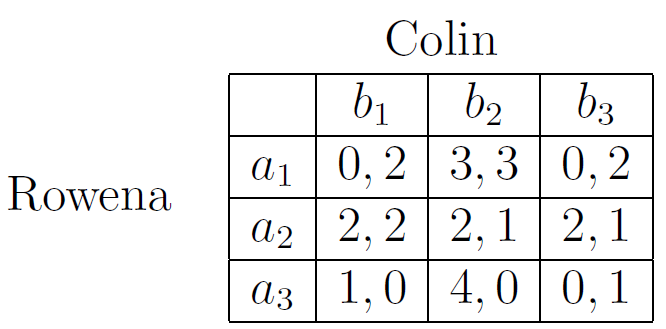 Colin
b1 b2 b3
a1 0, 2 3, 3 0, 2
Rowena
a2 2, 2 2, 1 2, 1
a3 1, 0 4, 0 0, 1